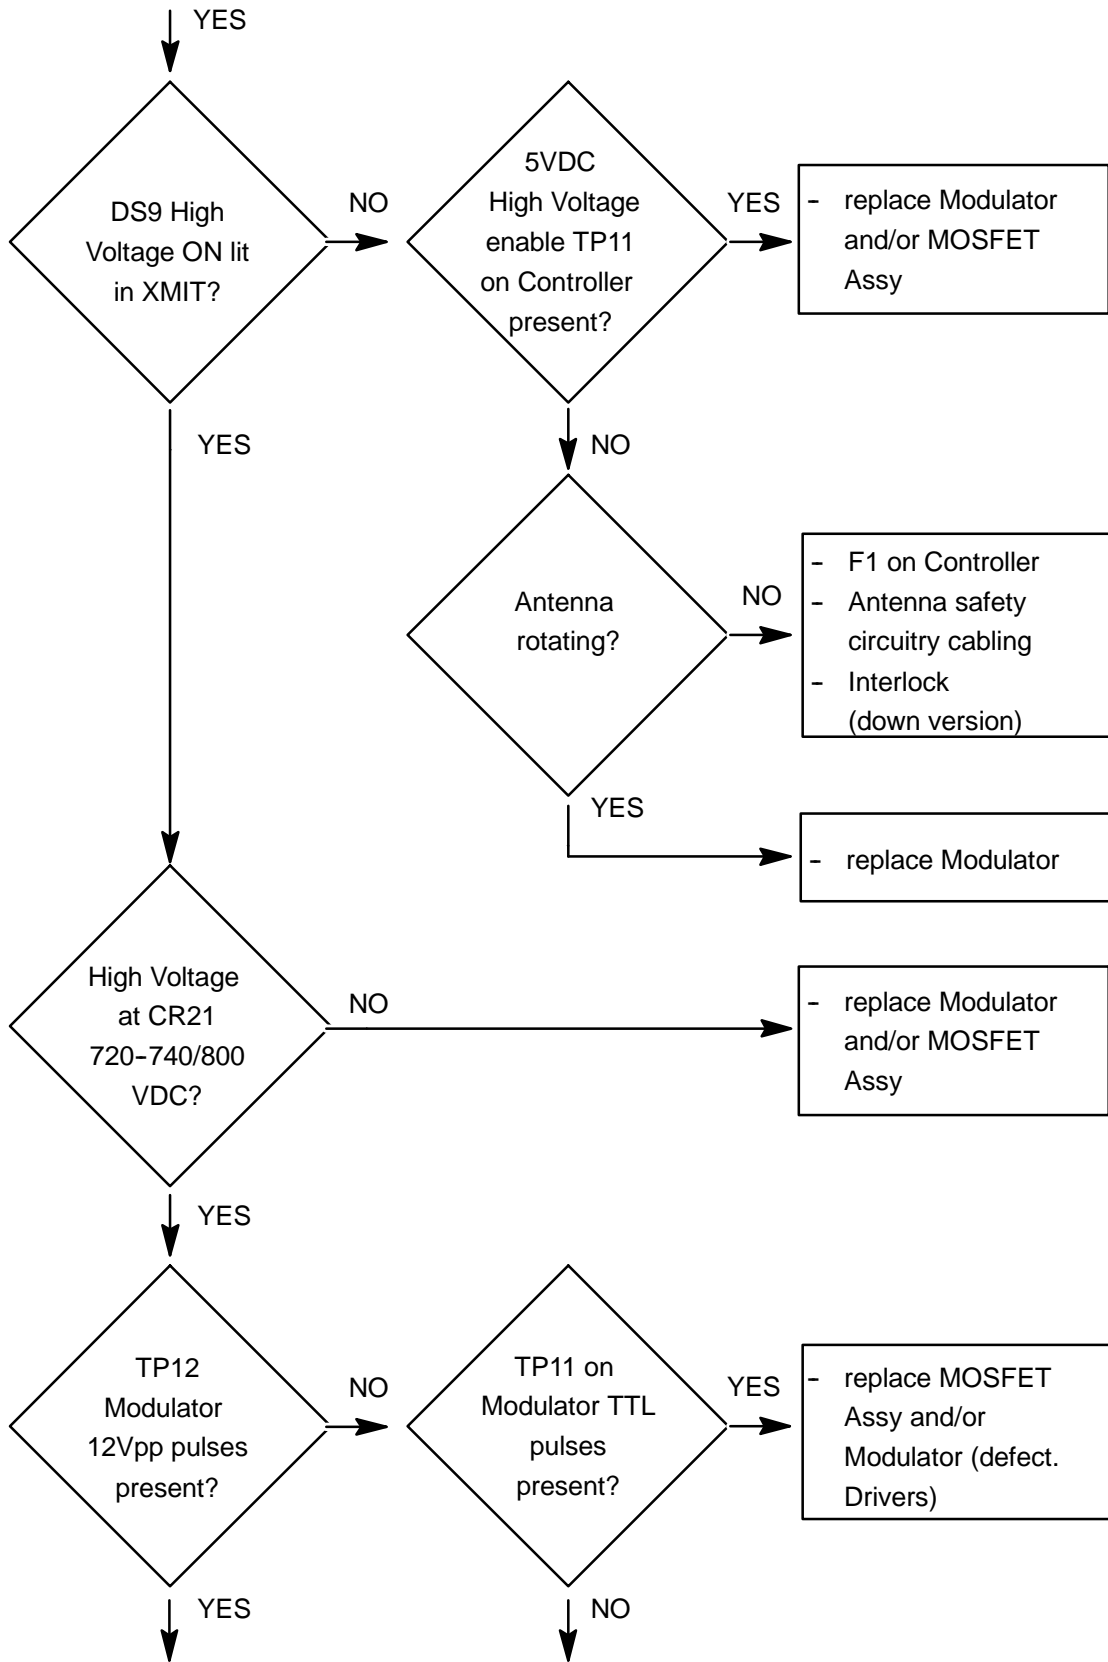 YES
DS9 High
Voltage ON lit
in XMIT?
NO
5VDC
High Voltage
enable TP11
on Controller
present?
YES
- replace Modulator
and/or MOSFET
Assy
YES
NO
Antenna
rotating?
NO
- F1 on Controller
- Antenna safety
circuitry cabling
- Interlock
(down version)
YES
- replace Modulator
High Voltage
at CR21
720-740/800
VDC?
NO
- replace Modulator
and/or MOSFET
Assy
YES
TP12
Modulator
12Vpp pulses
present?
NO
TP11 on
Modulator TTL
pulses
present?
YES
- replace MOSFET
Assy and/or
Modulator (defect.
Drivers)
YES
NO